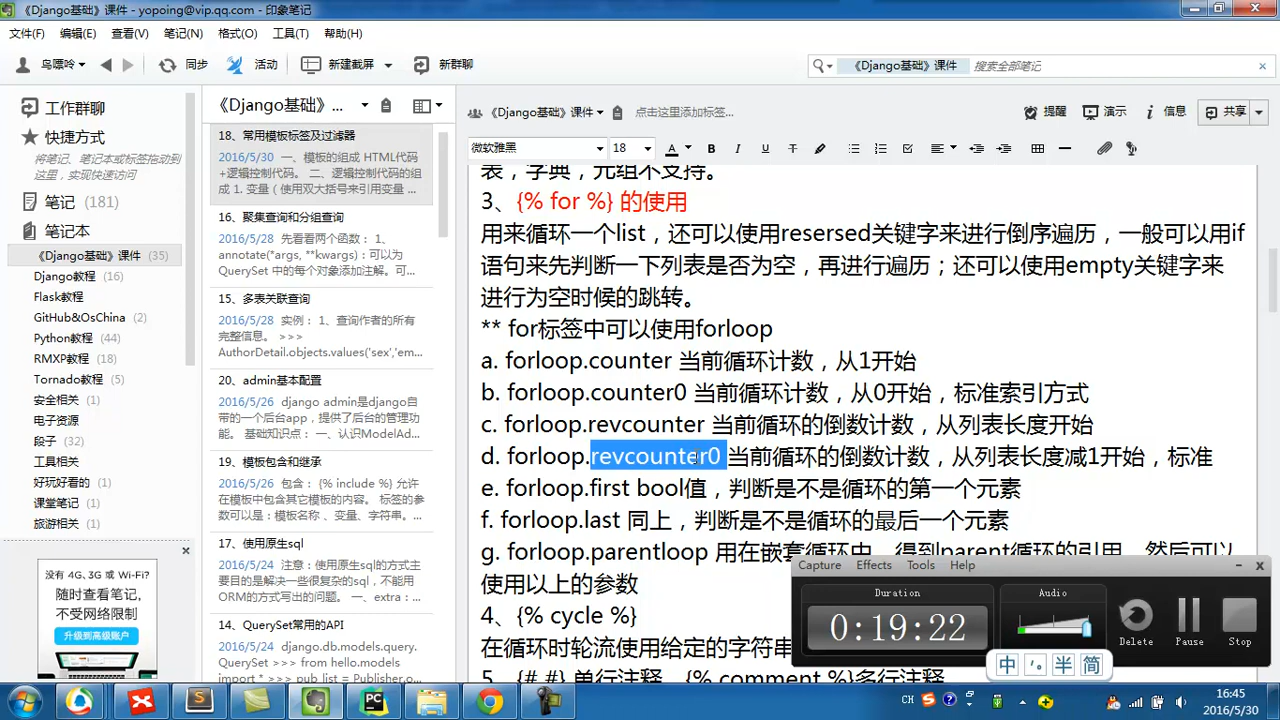 《Django基础》课件 - yopoing@vip.qq.com - 印象笔记
文件(F) 编辑(E) 查看(V) 笔记(N) 格式(O) 工具(T) 帮助(H)
鸟嘌呤 同步 活动 新建截屏 新群聊
《Django基础》课件 搜索全部笔记
工作群聊
快捷方式
将笔记、笔记本或标签拖动到
这里，实现快速访问
笔记 (181)
笔记本
《Django基础》课件 (35)
Django教程 (16)
Flask教程
GitHub&OsChina (2)
Python教程 (44)
RMXP教程 (18)
Tornado教程 (5)
安全相关 (1)
电子资源
段子 (32)
工具相关
好玩好看的 (1)
课堂笔记 (1)
旅游相关 (1)
没有 4G、3G 或 Wi-Fi?
随时查看笔记，
不受网络限制
升级到高级账户
《Django基础》...
18、常用模板标签及过滤器
2016/5/30 一、模板的组成 HTML代码
+逻辑控制代码。 二、逻辑控制代码的组
成 1. 变量（使用双大括号来引用变量 ...
16、聚集查询和分组查询
2016/5/28 先看看两个函数： 1、
annotate(*args, **kwargs)：可以为
QuerySet 中的每个对象添加注解。可...
15、多表关联查询
2016/5/28 实例： 1、查询作者的所有
完整信息。 >>>
AuthorDetail.objects.values('sex','em...
20、admin基本配置
2016/5/26 django admin是django自
带的一个后台app，提供了后台的管理功
能。 基础知识点： 一、认识ModelAd...
19、模板包含和继承
2016/5/26 包含： {% include %} 允许
在模板中包含其它模板的内容。 标签的参
数可以是：模板名称 、变量、字符串。...
17、使用原生sql
2016/5/24 注意：使用原生sql的方式主
要目的是解决一些很复杂的sql，不能用
ORM的方式写出的问题。 一、extra：...
14、QuerySet常用的API
2016/5/24 django.db.models.query.
QuerySet >>> from hello.models
import * >>> pub_list = Publisher.o...
《Django基础》课件 点击这里添加标签...
提醒 演示 信息 共享
微软雅黑 18 A B I U T
表，字典，元组不支持。
3、{% for %} 的使用
用来循环一个list，还可以使用resersed关键字来进行倒序遍历，一般可以用if
语句来先判断一下列表是否为空，再进行遍历；还可以使用empty关键字来
进行为空时候的跳转。
** for标签中可以使用forloop
a. forloop.counter 当前循环计数，从1开始
b. forloop.counter0 当前循环计数，从0开始，标准索引方式
c. forloop.revcounter 当前循环的倒数计数，从列表长度开始
d. forloop.revcounter0 当前循环的倒数计数，从列表长度减1开始，标准
e. forloop.first bool值，判断是不是循环的第一个元素
f. forloop.last 同上，判断是不是循环的最后一个元素
g. forloop.parentloop 用在嵌套循环中，得到parent循环的引用，然后可以
使用以上的参数
4、{% cycle %}
在循环时轮流使用给定的字符串
5、{# #} 单行注释，{% comment %}多行注释
Capture Effects Tools Help
Duration Audio
0:19:22
Delete Pause Stop
中 半 简
CH
16:45
2016/5/30